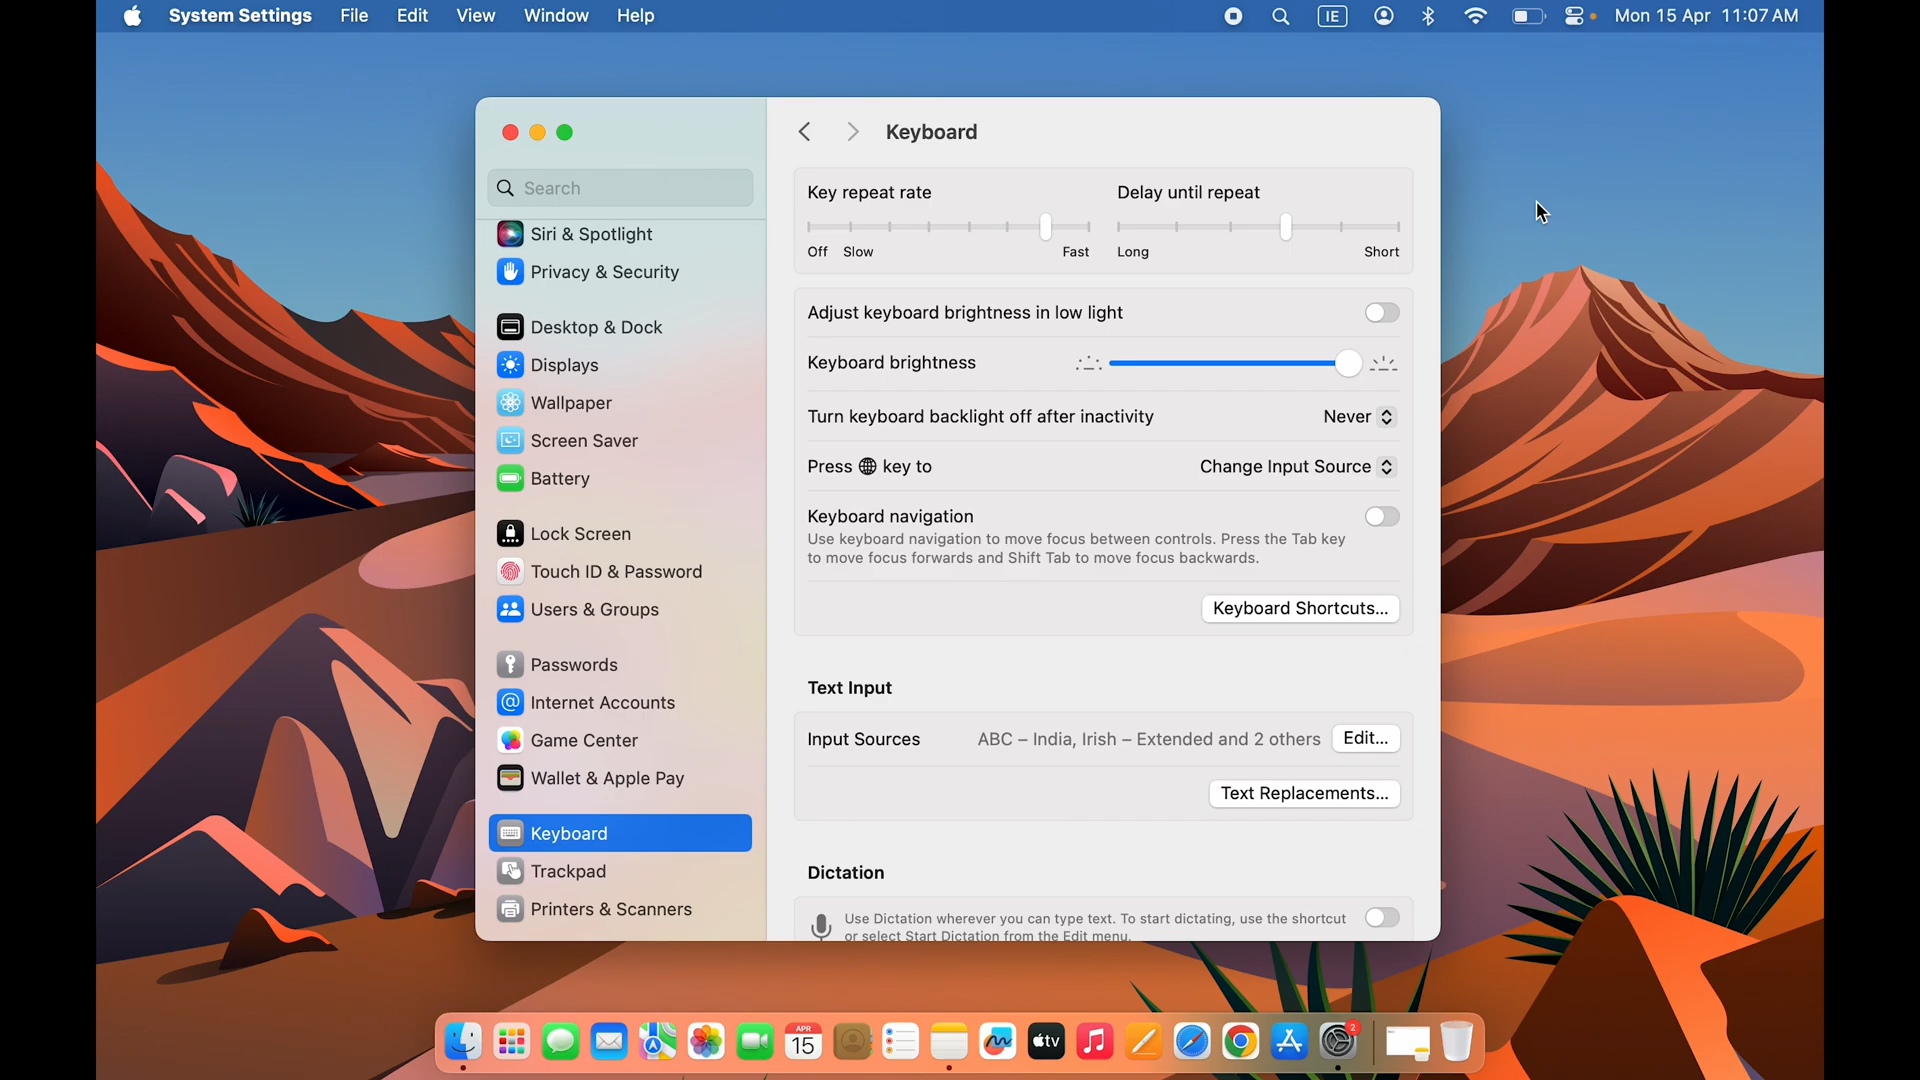 System Settings File Edit View Window Help IE Mon 15 Apr 11:07 AM
Keyboard
Search
Siri & Spotlight
Privacy & Security
Desktop & Dock
Displays
Wallpaper
Screen Saver
Battery
Lock Screen
Touch ID & Password
Users & Groups
Passwords
Internet Accounts
Game Center
Wallet & Apple Pay
Keyboard
Trackpad
Printers & Scanners
Key repeat rate Delay until repeat
Off Slow Fast Long Short
Adjust keyboard brightness in low light
Keyboard brightness
Turn keyboard backlight off after inactivity Never
Press key to Change Input Source
Keyboard navigation
Use keyboard navigation to move focus between controls. Press the Tab key
to move focus forwards and Shift Tab to move focus backwards.
Keyboard Shortcuts...
Text Input
Input Sources ABC – India, Irish – Extended and 2 others Edit...
Text Replacements...
Dictation
Use Dictation wherever you can type text. To start dictating, use the shortcut
or select Start Dictation from the Edit menu.
APR
15
tv
2